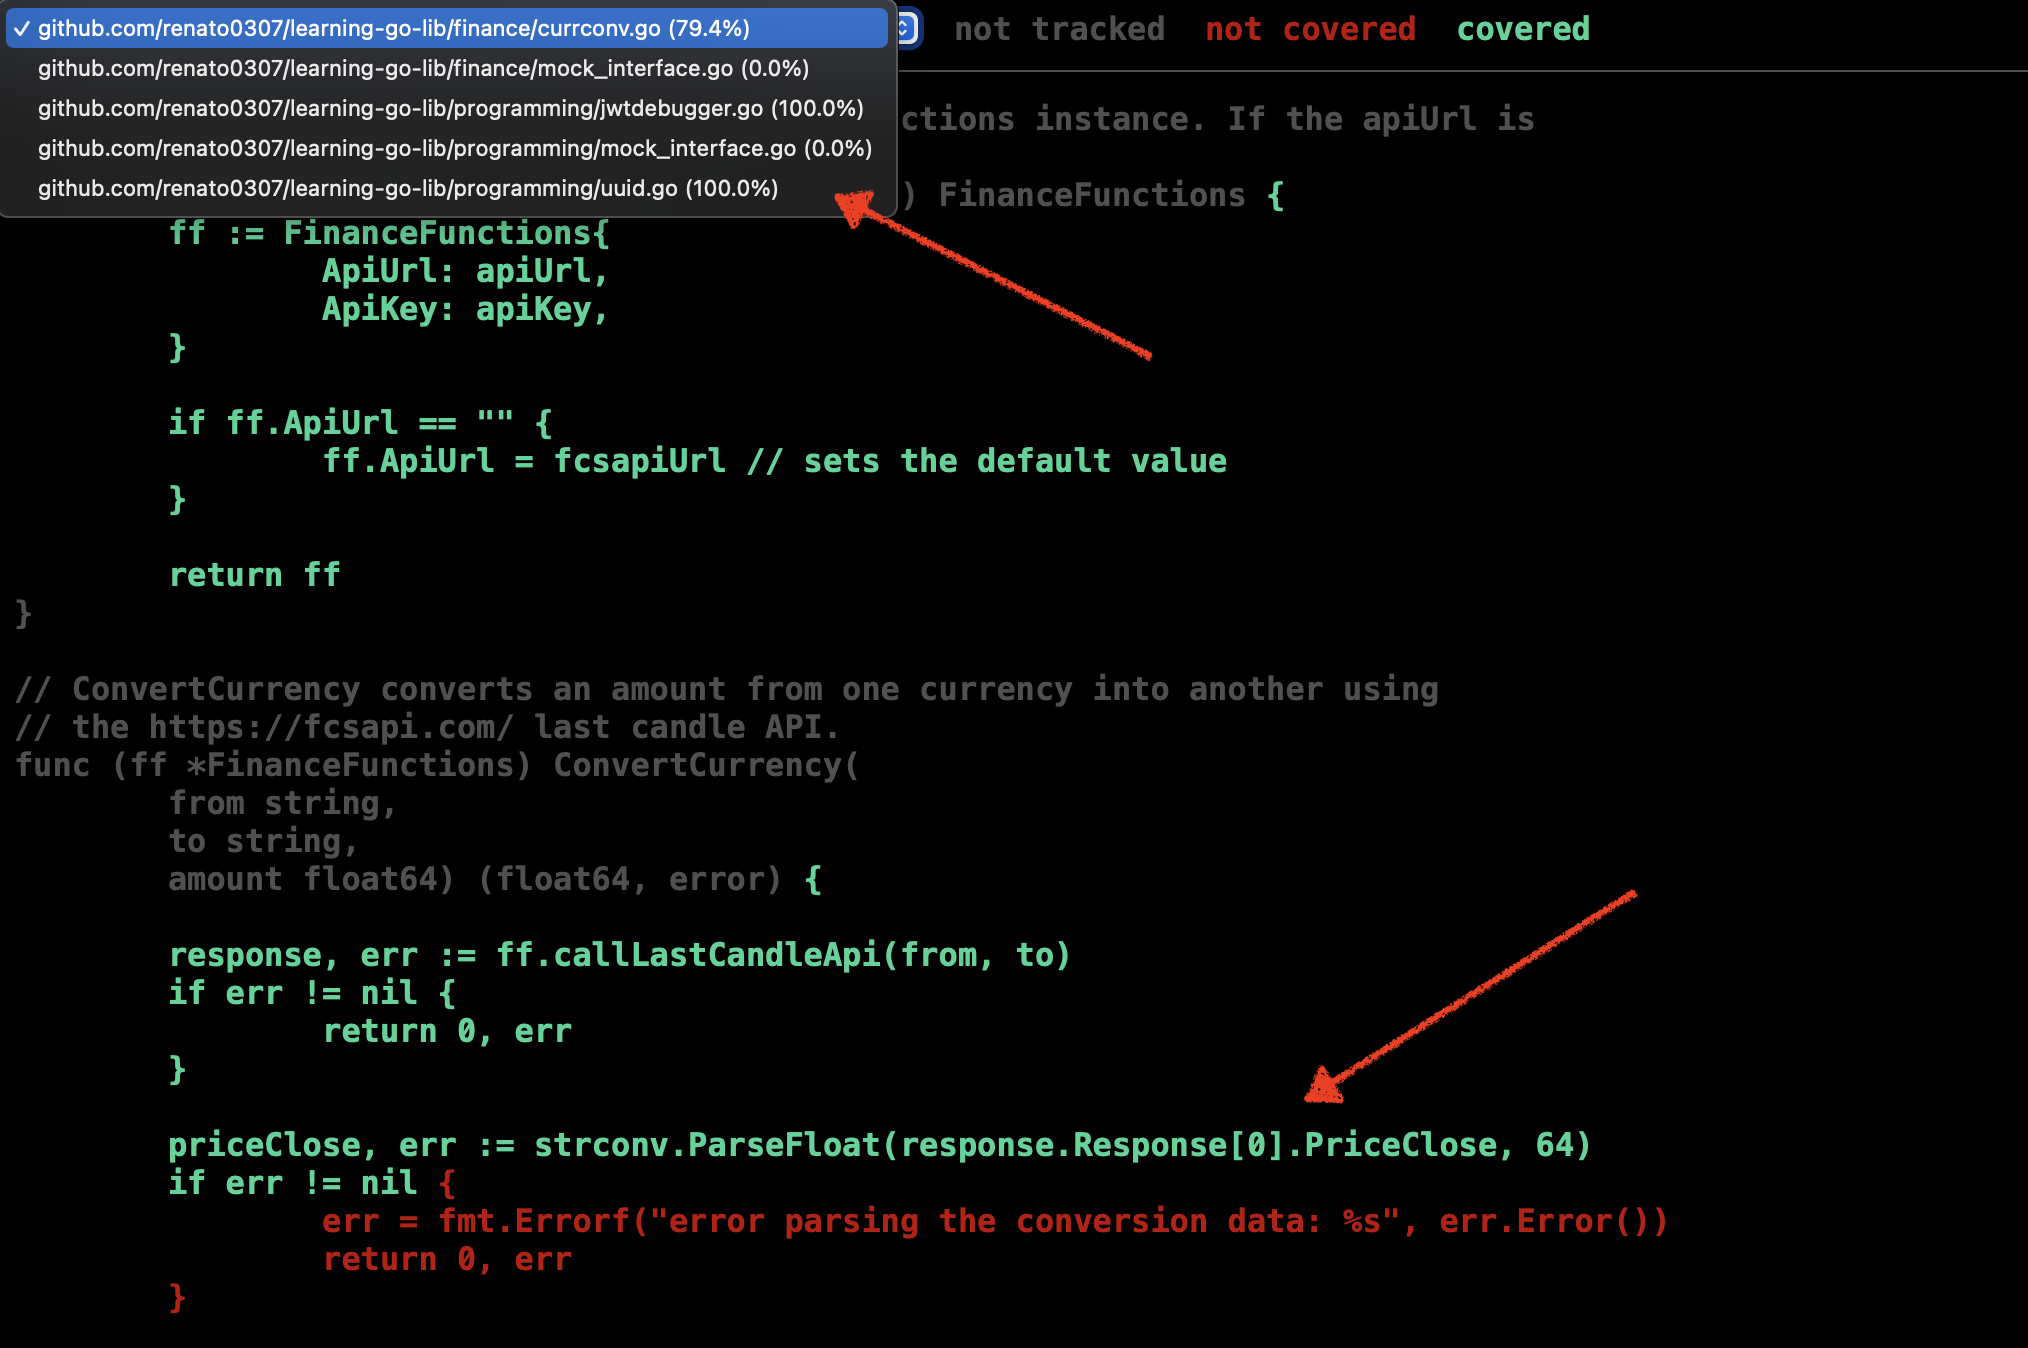 ✓ github.com/renato0307/learning-go-lib/finance/currconv.go (79.4%)
github.com/renato0307/learning-go-lib/finance/mock_interface.go (0.0%)
github.com/renato0307/learning-go-lib/programming/jwtdebugger.go (100.0%)
github.com/renato0307/learning-go-lib/programming/mock_interface.go (0.0%)
github.com/renato0307/learning-go-lib/programming/uuid.go (100.0%)
not tracked not covered covered
ctions instance. If the apiUrl is
) FinanceFunctions {
ff := FinanceFunctions{
ApiUrl: apiUrl,
ApiKey: apiKey,
}
if ff.ApiUrl == "" {
ff.ApiUrl = fcsapiUrl // sets the default value
}
return ff
}
// ConvertCurrency converts an amount from one currency into another using
// the https://fcsapi.com/ last candle API.
func (ff *FinanceFunctions) ConvertCurrency(
from string,
to string,
amount float64) (float64, error) {
response, err := ff.callLastCandleApi(from, to)
if err != nil {
return 0, err
}
priceClose, err := strconv.ParseFloat(response.Response[0].PriceClose, 64)
if err != nil {
err = fmt.Errorf("error parsing the conversion data: %s", err.Error())
return 0, err
}